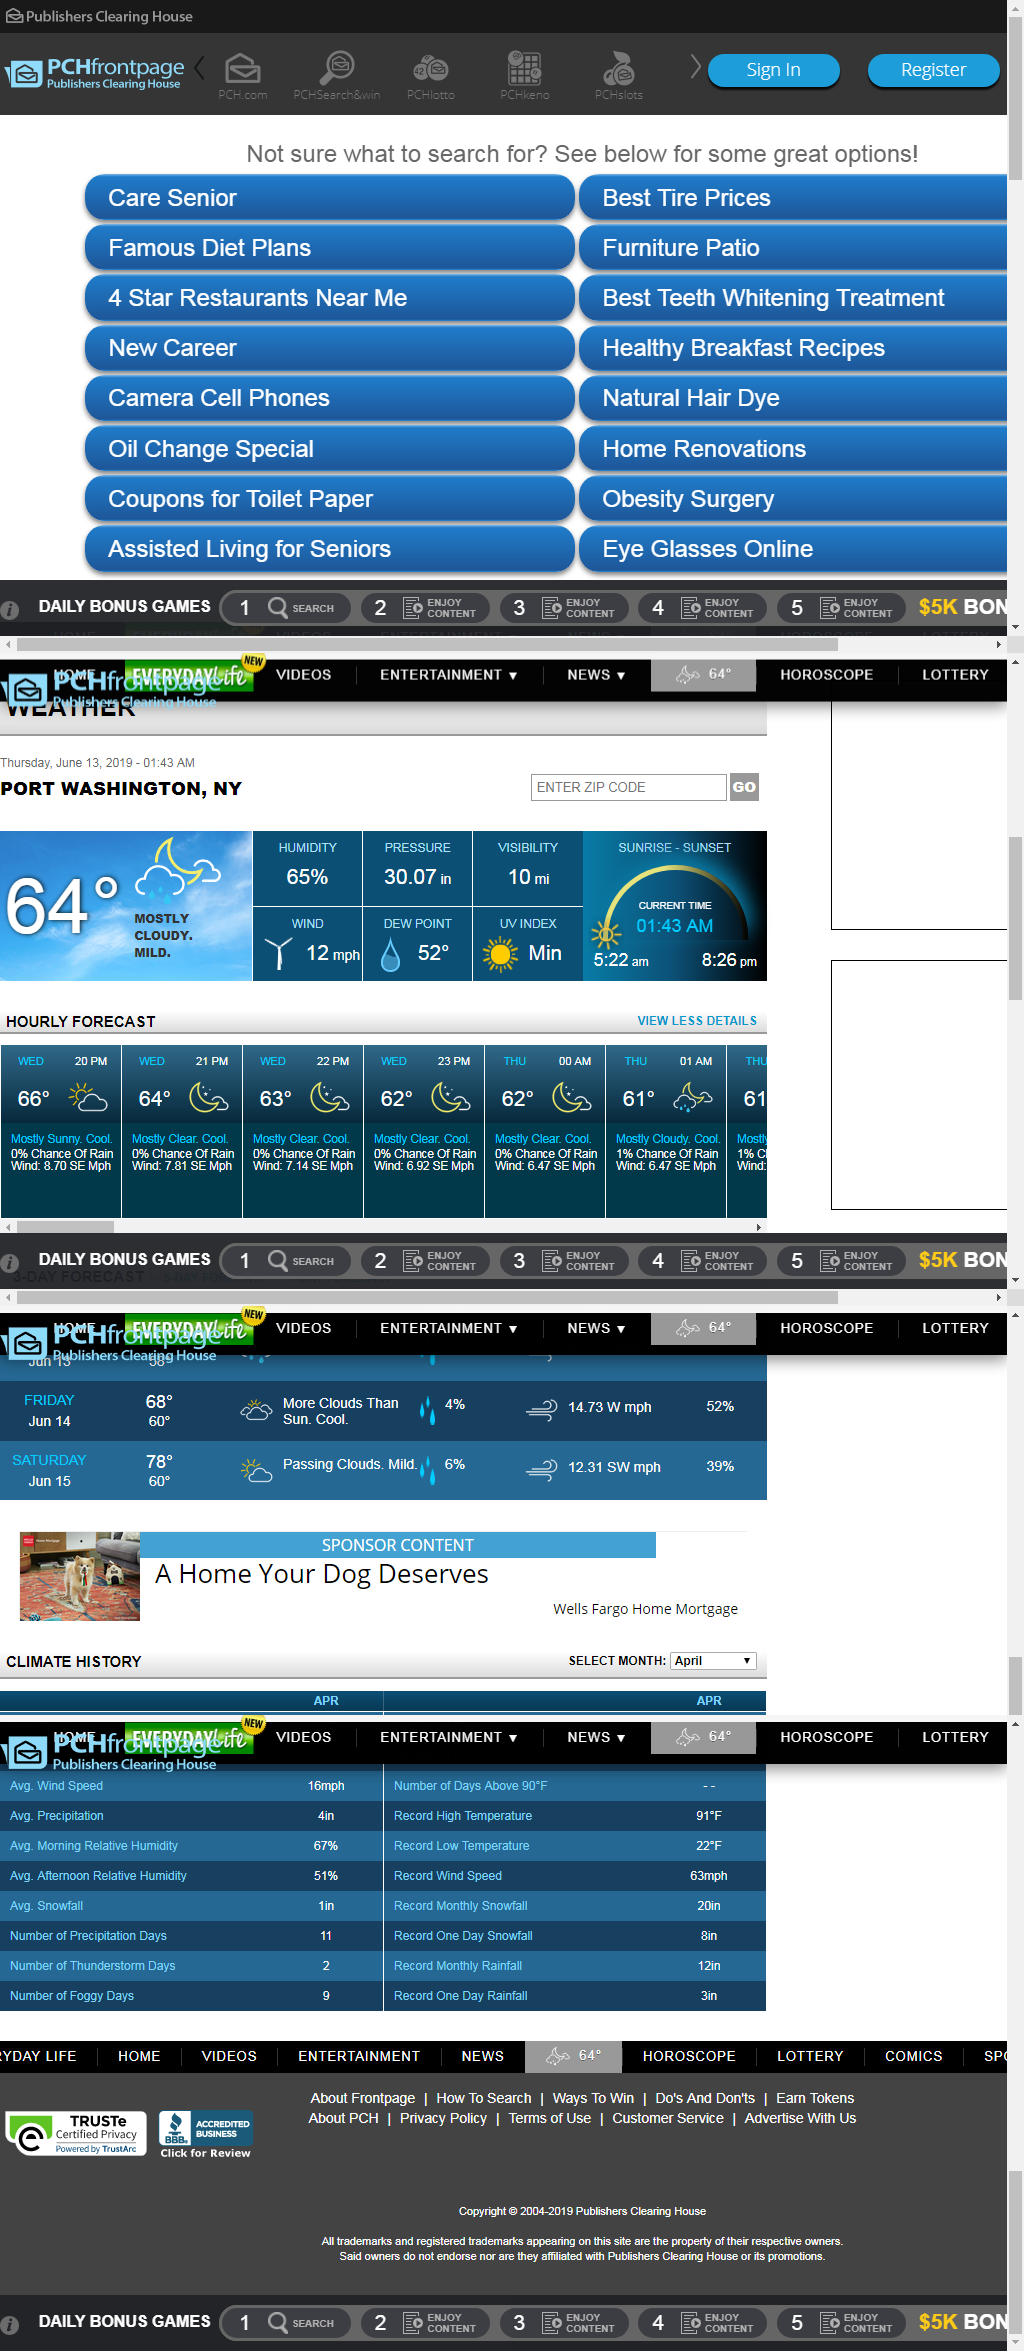 Publishers Clearing House
PCHfrontpage
Publishers Clearing House
PCH.com
PCHSearch&win
PCHlotto
PCHkeno
PCHslots
Sign In
Register
Not sure what to search for? See below for some great options!
Care Senior
Best Tire Prices
Famous Diet Plans
Furniture Patio
4 Star Restaurants Near Me
Best Teeth Whitening Treatment
New Career
Healthy Breakfast Recipes
Camera Cell Phones
Natural Hair Dye
Oil Change Special
Home Renovations
Coupons for Toilet Paper
Obesity Surgery
Assisted Living for Seniors
Eye Glasses Online
DAILY BONUS GAMES 1 SEARCH 2 ENJOY CONTENT 3 ENJOY CONTENT 4 ENJOY CONTENT 5 ENJOY CONTENT $5K BON
HOME EVERYDAY life NEW VIDEOS ENTERTAINMENT ▼ NEWS ▼ 64° HOROSCOPE LOTTERY
PCHfrontpage
Publishers Clearing House
WEATHER
Thursday, June 13, 2019 - 01:43 AM
PORT WASHINGTON, NY
ENTER ZIP CODE GO
64°
MOSTLY
CLOUDY.
MILD.
HUMIDITY
65%
PRESSURE
30.07 in
VISIBILITY
10 mi
WIND
12 mph
DEW POINT
52°
UV INDEX
Min
SUNRISE - SUNSET
CURRENT TIME
01:43 AM
5:22 am
8:26 pm
HOURLY FORECAST
VIEW LESS DETAILS
WED 20 PM
66°
Mostly Sunny. Cool.
0% Chance Of Rain
Wind: 8.70 SE Mph
WED 21 PM
64°
Mostly Clear. Cool.
0% Chance Of Rain
Wind: 7.81 SE Mph
WED 22 PM
63°
Mostly Clear. Cool.
0% Chance Of Rain
Wind: 7.14 SE Mph
WED 23 PM
62°
Mostly Clear. Cool.
0% Chance Of Rain
Wind: 6.92 SE Mph
THU 00 AM
62°
Mostly Clear. Cool.
0% Chance Of Rain
Wind: 6.47 SE Mph
THU 01 AM
61°
Mostly Cloudy. Cool.
1% Chance Of Rain
Wind: 6.47 SE Mph
THU
61
Mostly
1% C
Wind:
DAILY BONUS GAMES 1 SEARCH 2 ENJOY CONTENT 3 ENJOY CONTENT 4 ENJOY CONTENT 5 ENJOY CONTENT $5K BON
3-DAY FORECAST
HOME EVERYDAY life NEW VIDEOS ENTERTAINMENT ▼ NEWS ▼ 64° HOROSCOPE LOTTERY
PCHfrontpage
Publishers Clearing House
Jun 13 58°
FRIDAY
Jun 14
68°
60°
More Clouds Than
Sun. Cool.
4%
14.73 W mph
52%
SATURDAY
Jun 15
78°
60°
Passing Clouds. Mild.
6%
12.31 SW mph
39%
SPONSOR CONTENT
A Home Your Dog Deserves
Wells Fargo Home Mortgage
CLIMATE HISTORY
SELECT MONTH: April ▼
APR APR
HOME EVERYDAY life NEW VIDEOS ENTERTAINMENT ▼ NEWS ▼ 64° HOROSCOPE LOTTERY
PCHfrontpage
Publishers Clearing House
Avg. Wind Speed 16mph Number of Days Above 90°F - -
Avg. Precipitation 4in Record High Temperature 91°F
Avg. Morning Relative Humidity 67% Record Low Temperature 22°F
Avg. Afternoon Relative Humidity 51% Record Wind Speed 63mph
Avg. Snowfall 1in Record Monthly Snowfall 20in
Number of Precipitation Days 11 Record One Day Snowfall 8in
Number of Thunderstorm Days 2 Record Monthly Rainfall 12in
Number of Foggy Days 9 Record One Day Rainfall 3in
RYDAY LIFE HOME VIDEOS ENTERTAINMENT NEWS 64° HOROSCOPE LOTTERY COMICS SPO
About Frontpage | How To Search | Ways To Win | Do's And Don'ts | Earn Tokens
About PCH | Privacy Policy | Terms of Use | Customer Service | Advertise With Us
TRUSTe
Certified Privacy
Powered by TrustArc
BBB.
ACCREDITED
BUSINESS
Click for Review
Copyright © 2004-2019 Publishers Clearing House
All trademarks and registered trademarks appearing on this site are the property of their respective owners.
Said owners do not endorse nor are they affiliated with Publishers Clearing House or its promotions.
DAILY BONUS GAMES 1 SEARCH 2 ENJOY CONTENT 3 ENJOY CONTENT 4 ENJOY CONTENT 5 ENJOY CONTENT $5K BON